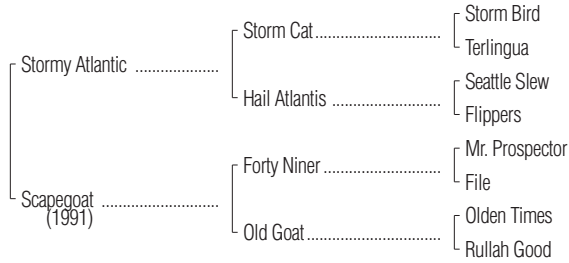 Storm Bird
Storm Cat
Terlingua
Stormy Atlantic
Seattle Slew
Hail Atlantis
Flippers
Mr. Prospector
Forty Niner
File
Scapegoat
(1991)
Olden Times
Old Goat
Rullah Good